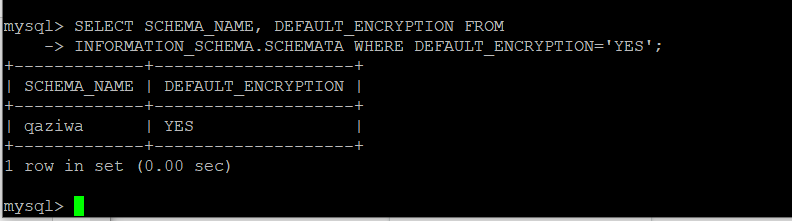 mysql> SELECT SCHEMA_NAME, DEFAULT_ENCRYPTION FROM
    -> INFORMATION_SCHEMA.SCHEMATA WHERE DEFAULT_ENCRYPTION='YES';
+-------------+--------------------+
| SCHEMA_NAME | DEFAULT_ENCRYPTION |
+-------------+--------------------+
| qaziwa      | YES                |
+-------------+--------------------+
1 row in set (0.00 sec)
mysql>